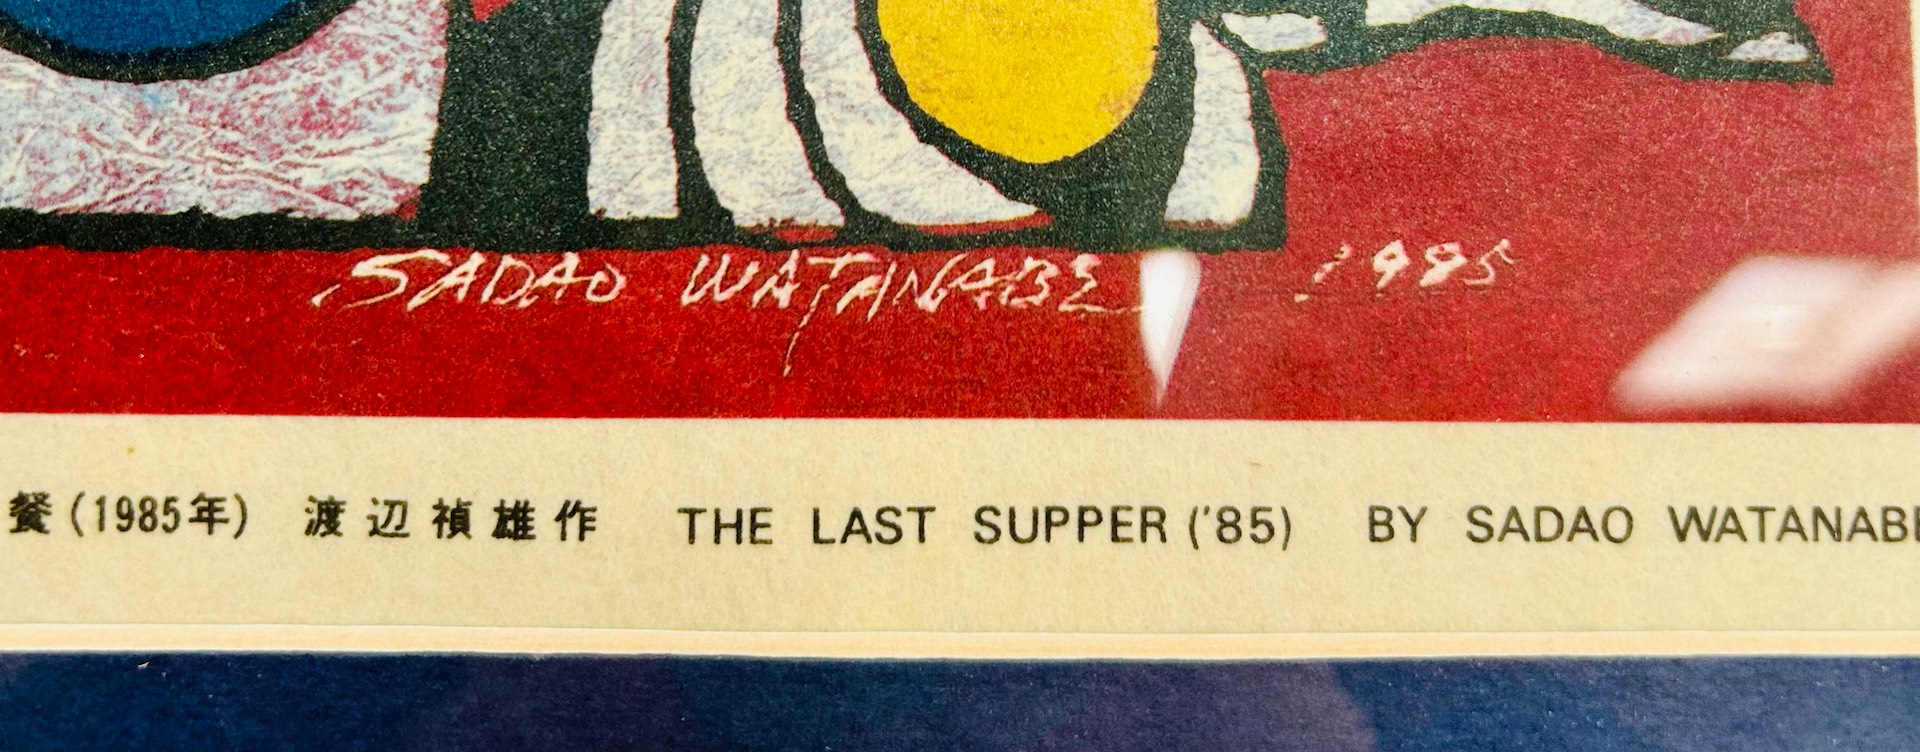 SADAO WATANABE 1985
餐(1985年) 渡辺禎雄作 THE LAST SUPPER ('85) BY SADAO WATANABE